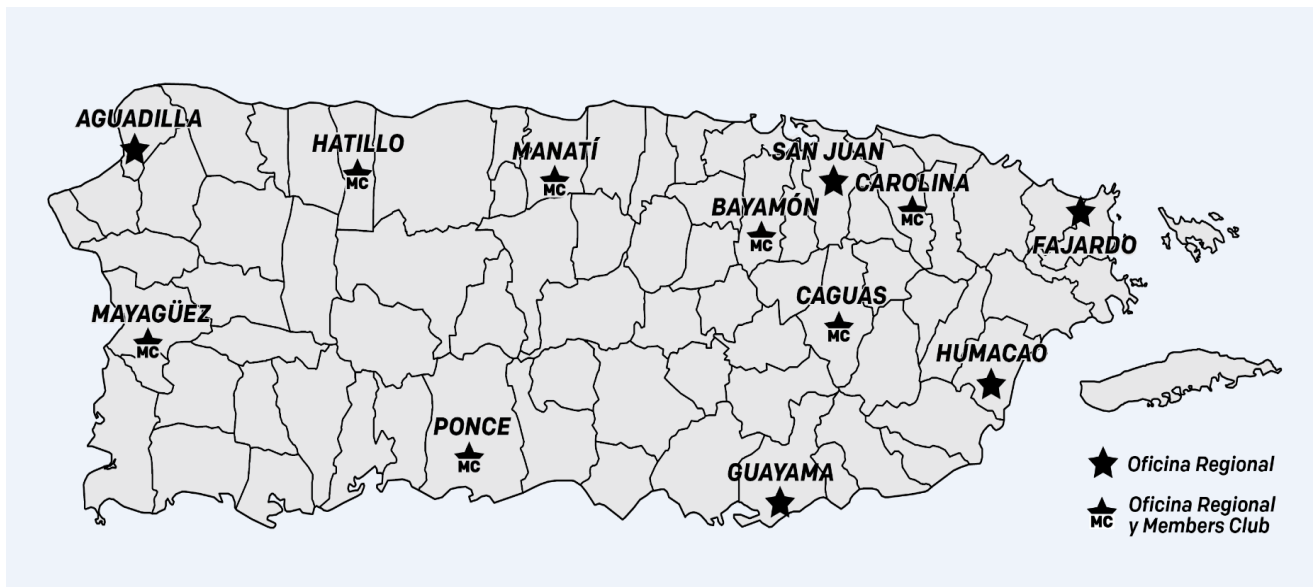 AGUADILLA
HATILLO
MC
MANATÍ
MC
SAN JUAN
CAROLINA
MC
BAYAMÓN
MC
FAJARDO
CAGUAS
MC
MAYAGÜEZ
MC
HUMACAO
PONCE
MC
GUAYAMA
Oficina Regional
MC
Oficina Regional
y Members Club